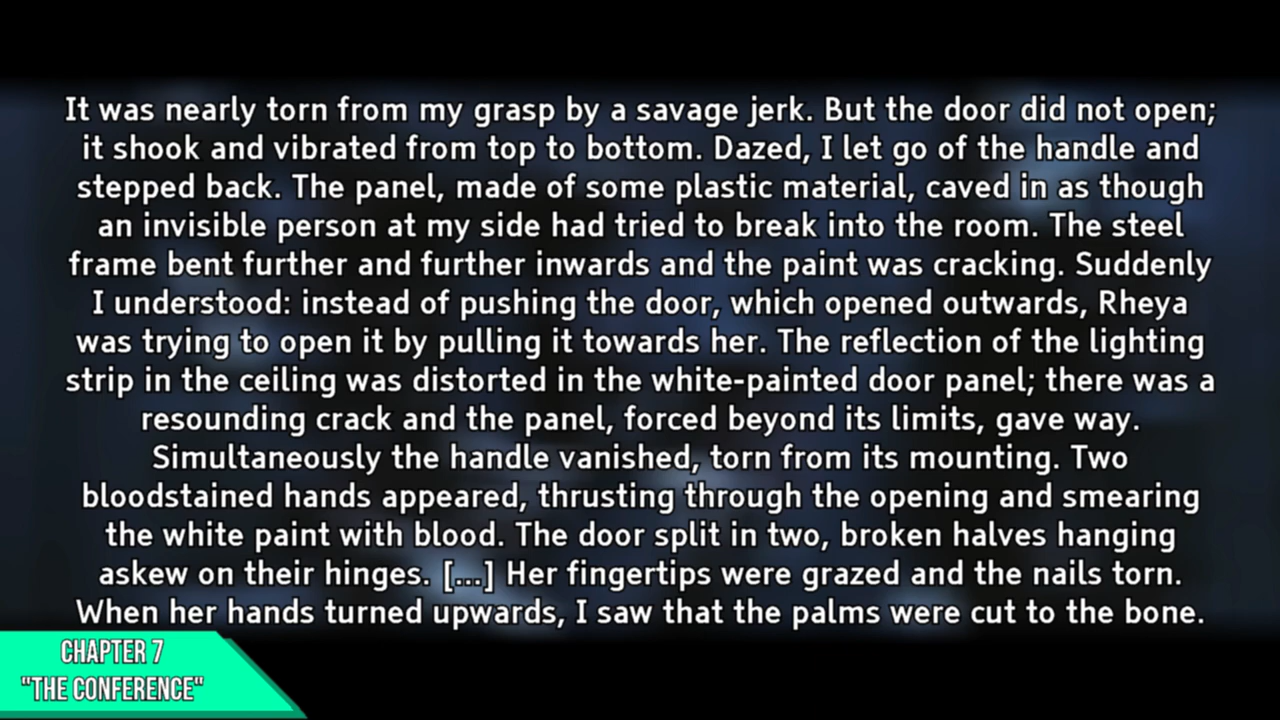 It was nearly torn from my grasp by a savage jerk. But the door did not open;
it shook and vibrated from top to bottom. Dazed, I let go of the handle and
stepped back. The panel, made of some plastic material, caved in as though
an invisible person at my side had tried to break into the room. The steel
frame bent further and further inwards and the paint was cracking. Suddenly
I understood: instead of pushing the door, which opened outwards, Rheya
was trying to open it by pulling it towards her. The reflection of the lighting
strip in the ceiling was distorted in the white-painted door panel; there was a
resounding crack and the panel, forced beyond its limits, gave way.
Simultaneously the handle vanished, torn from its mounting. Two
bloodstained hands appeared, thrusting through the opening and smearing
the white paint with blood. The door split in two, broken halves hanging
askew on their hinges. [...] Her fingertips were grazed and the nails torn.
When her hands turned upwards, I saw that the palms were cut to the bone.
CHAPTER 7
"THE CONFERENCE"